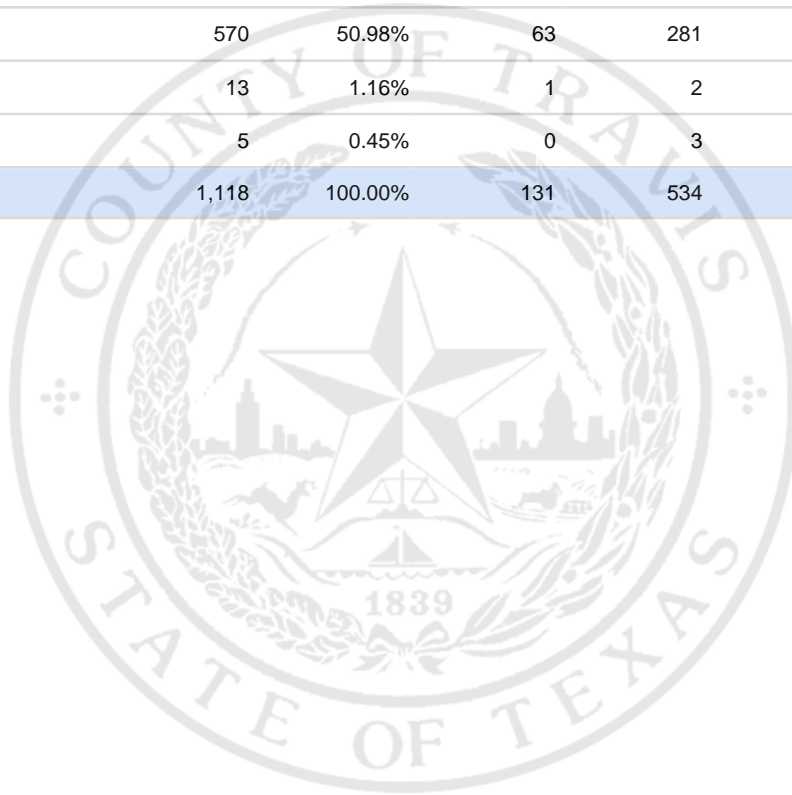 570 50.98% 63 281
13 1.16% 1 2
5 0.45% 0 3
1,118 100.00% 131 534
COUNTY OF TRAVIS
1839
STATE OF TEXAS